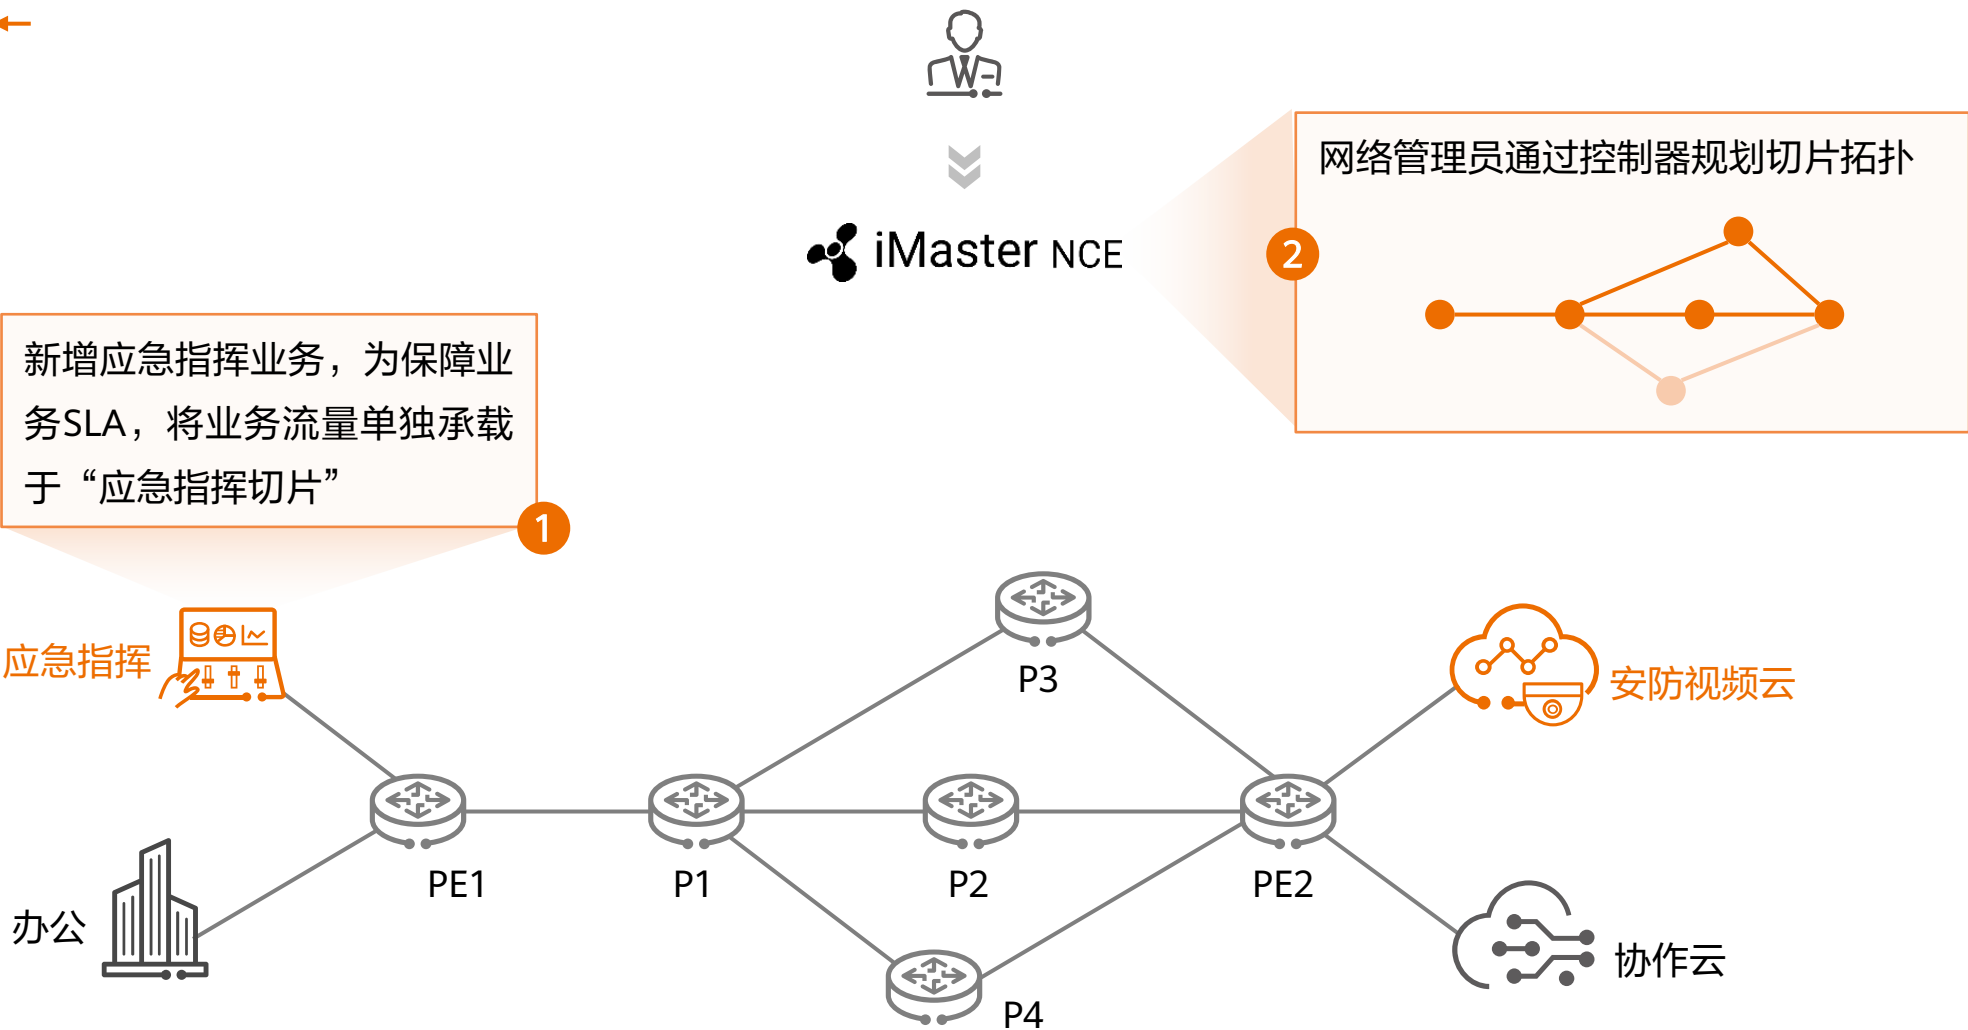 网络管理员通过控制器规划切片拓扑
iMaster NCE
2
新增应急指挥业务，为保障业
务SLA，将业务流量单独承载
于“应急指挥切片”
1
应急指挥
P3
安防视频云
PE1
P1
P2
PE2
办公
协作云
P4